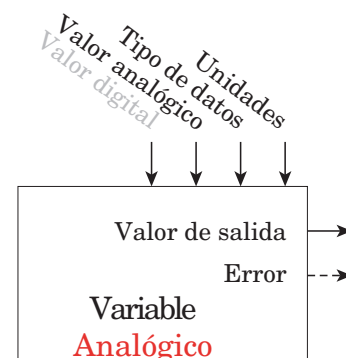 Valor digital
Valor analógico
Tipo de datos
Unidades
Valor de salida
Error
Variable
Analógico